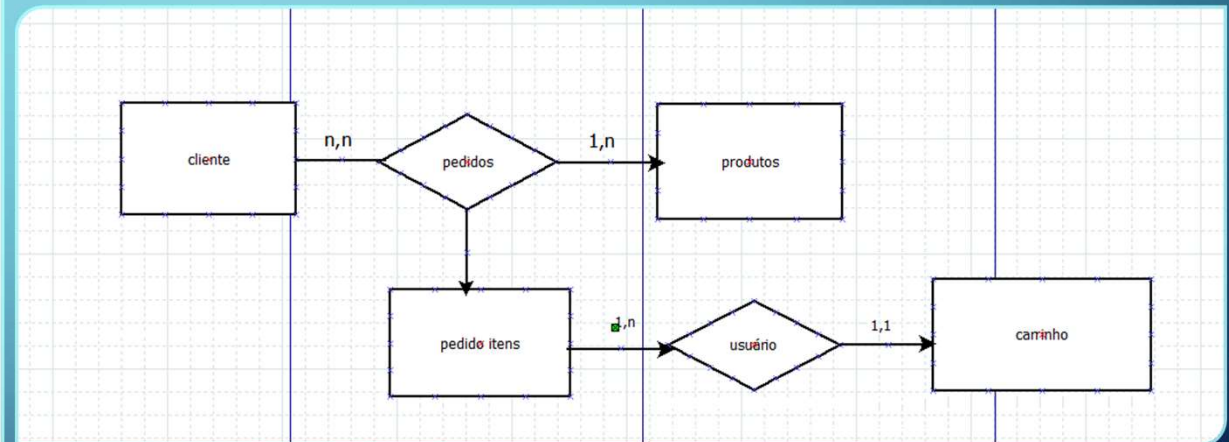 n,n
1,n
cliente
pedidos
produtos
1,n
1,1
pedido itens
usuário
carrinho